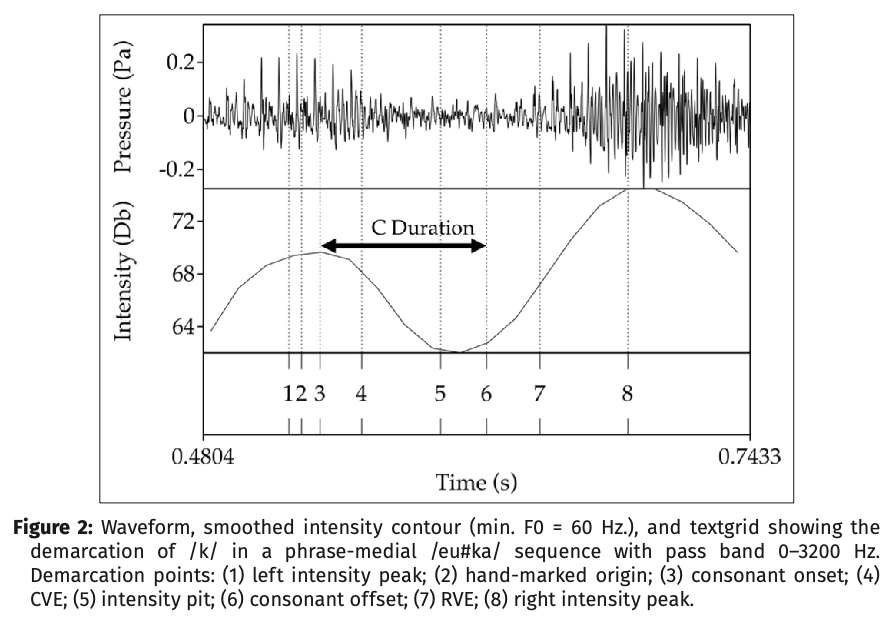 Pressure (Pa)
0.2
0
-0.2
Intensity (Db)
72
68
64
C Duration
1 2 3 4 5 6 7 8
0.4804 0.7433
Time (s)
Figure 2: Waveform, smoothed intensity contour (min. F0 = 60 Hz.), and textgrid showing the
demarcation of /k/ in a phrase-medial /eu#ka/ sequence with pass band 0–3200 Hz.
Demarcation points: (1) left intensity peak; (2) hand-marked origin; (3) consonant onset; (4)
CVE; (5) intensity pit; (6) consonant offset; (7) RVE; (8) right intensity peak.